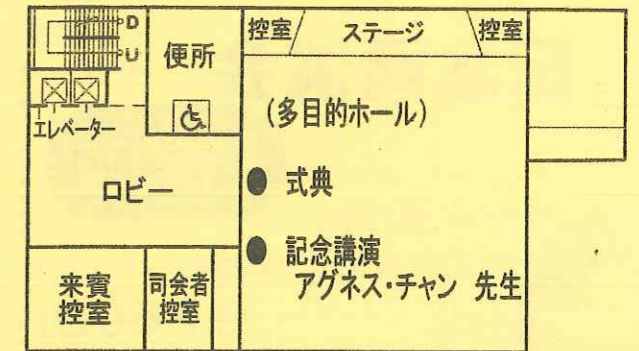 D
U
便所
控室
ステージ
控室
エレベーター
(多目的ホール)
ロビー
式典
記念講演
アグネス・チャン 先生
来賓
控室
司会者
控室